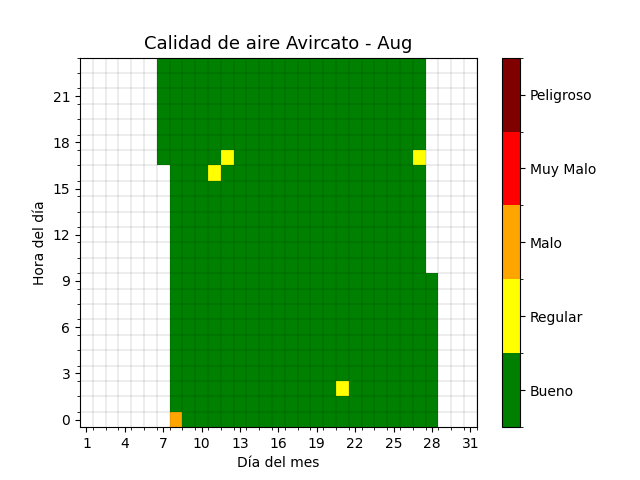 Calidad de aire Avircato - Aug
Hora del día
21
18
15
12
9
6
3
0
1 4 7 10 13 16 19 22 25 28 31
Día del mes
Peligroso
Muy Malo
Malo
Regular
Bueno